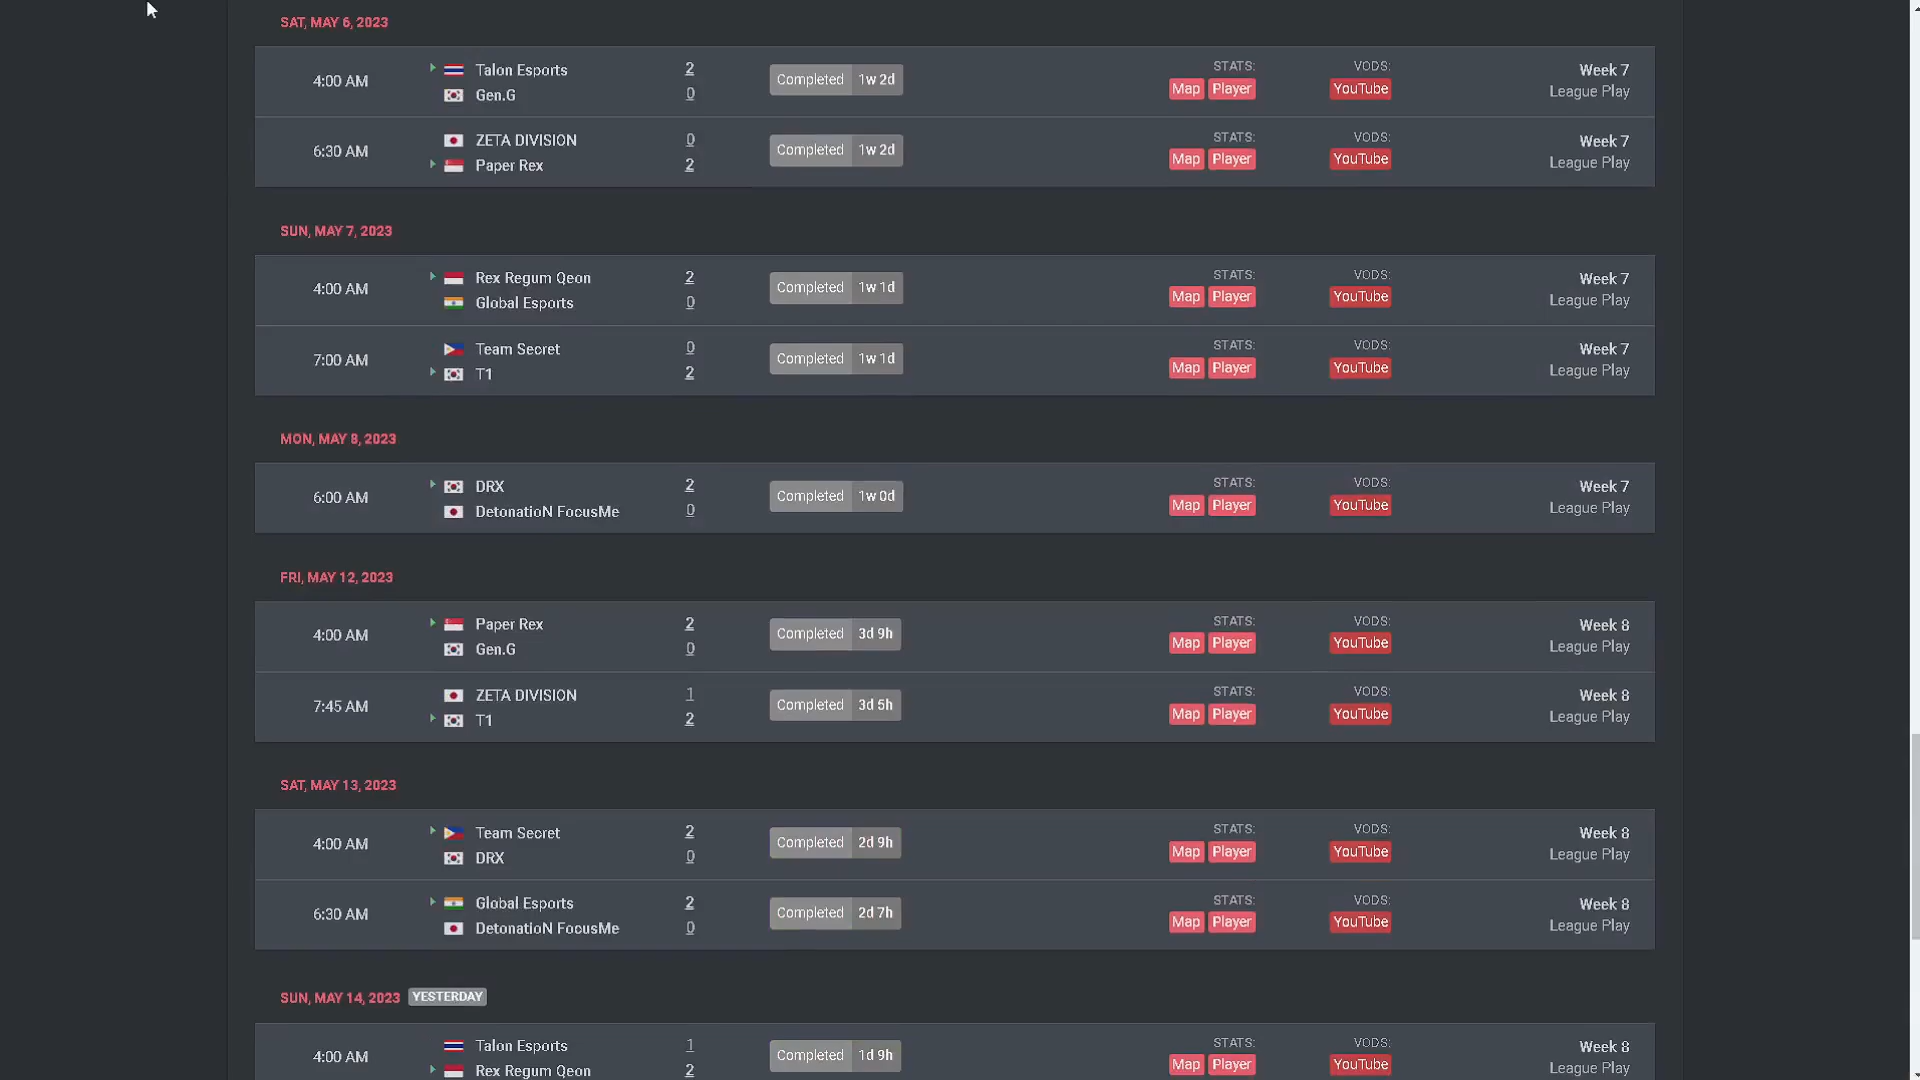 SAT, MAY 6, 2023
4:00 AM
Talon Esports 2
Gen.G 0
Completed 1w 2d
STATS:
Map Player
VODS:
YouTube
Week 7
League Play
6:30 AM
ZETA DIVISION 0
Paper Rex 2
Completed 1w 2d
STATS:
Map Player
VODS:
YouTube
Week 7
League Play
SUN, MAY 7, 2023
4:00 AM
Rex Regum Qeon 2
Global Esports 0
Completed 1w 1d
STATS:
Map Player
VODS:
YouTube
Week 7
League Play
7:00 AM
Team Secret 0
T1 2
Completed 1w 1d
STATS:
Map Player
VODS:
YouTube
Week 7
League Play
MON, MAY 8, 2023
6:00 AM
DRX 2
DetonatioN FocusMe 0
Completed 1w 0d
STATS:
Map Player
VODS:
YouTube
Week 7
League Play
FRI, MAY 12, 2023
4:00 AM
Paper Rex 2
Gen.G 0
Completed 3d 9h
STATS:
Map Player
VODS:
YouTube
Week 8
League Play
7:45 AM
ZETA DIVISION 1
T1 2
Completed 3d 5h
STATS:
Map Player
VODS:
YouTube
Week 8
League Play
SAT, MAY 13, 2023
4:00 AM
Team Secret 2
DRX 0
Completed 2d 9h
STATS:
Map Player
VODS:
YouTube
Week 8
League Play
6:30 AM
Global Esports 2
DetonatioN FocusMe 0
Completed 2d 7h
STATS:
Map Player
VODS:
YouTube
Week 8
League Play
SUN, MAY 14, 2023 YESTERDAY
4:00 AM
Talon Esports 1
Rex Regum Qeon 2
Completed 1d 9h
STATS:
Map Player
VODS:
YouTube
Week 8
League Play